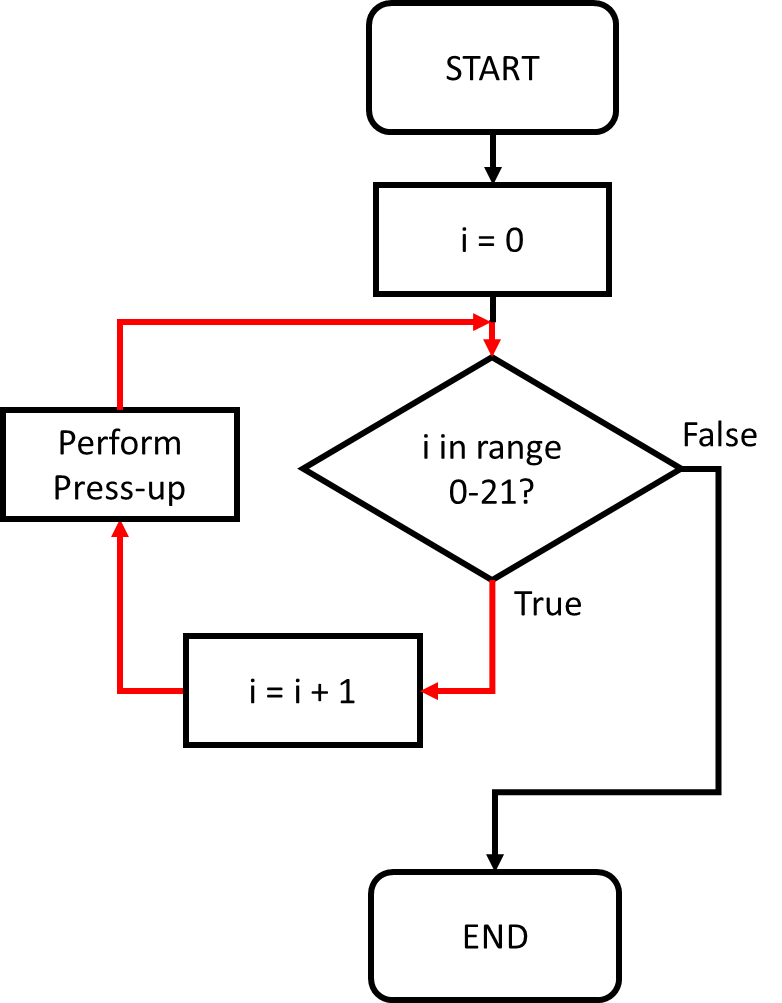 START
i = 0
i in range
0-21?
False
True
Perform
Press-up
i = i + 1
END